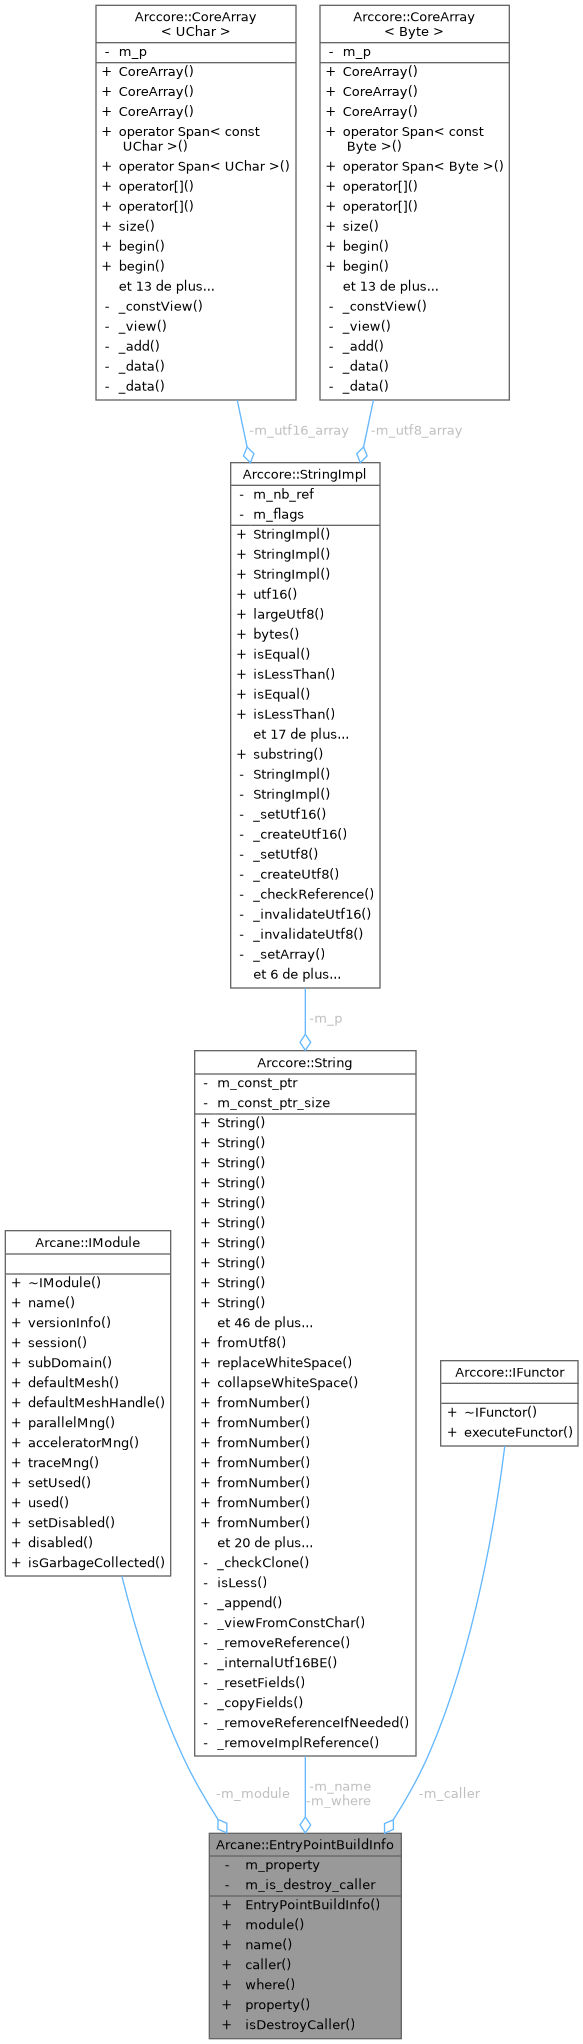 Arccore::CoreArray
< UChar >
- m_p
+ CoreArray()
+ CoreArray()
+ CoreArray()
+ operator Span< const
UChar >()
+ operator Span< UChar >()
+ operator[]()
+ operator[]()
+ size()
+ begin()
+ begin()
et 13 de plus...
- _constView()
- _view()
- _add()
- _data()
- _data()
Arccore::CoreArray
< Byte >
- m_p
+ CoreArray()
+ CoreArray()
+ CoreArray()
+ operator Span< const
Byte >()
+ operator Span< Byte >()
+ operator[]()
+ operator[]()
+ size()
+ begin()
+ begin()
et 13 de plus...
- _constView()
- _view()
- _add()
- _data()
- _data()
-m_utf16_array
-m_utf8_array
Arccore::StringImpl
- m_nb_ref
- m_flags
+ StringImpl()
+ StringImpl()
+ StringImpl()
+ utf16()
+ largeUtf8()
+ bytes()
+ isEqual()
+ isLessThan()
+ isEqual()
+ isLessThan()
et 17 de plus...
+ substring()
- StringImpl()
- StringImpl()
- _setUtf16()
- _createUtf16()
- _setUtf8()
- _createUtf8()
- _checkReference()
- _invalidateUtf16()
- _invalidateUtf8()
- _setArray()
et 6 de plus...
-m_p
Arccore::String
- m_const_ptr
- m_const_ptr_size
+ String()
+ String()
+ String()
+ String()
+ String()
+ String()
+ String()
+ String()
+ String()
+ String()
et 46 de plus...
+ fromUtf8()
+ replaceWhiteSpace()
+ collapseWhiteSpace()
+ fromNumber()
+ fromNumber()
+ fromNumber()
+ fromNumber()
+ fromNumber()
+ fromNumber()
+ fromNumber()
et 20 de plus...
- _checkClone()
- isLess()
- _append()
- _viewFromConstChar()
- _removeReference()
- _internalUtf16BE()
- _resetFields()
- _copyFields()
- _removeReferenceIfNeeded()
- _removeImplReference()
Arcane::IModule
+ ~IModule()
+ name()
+ versionInfo()
+ session()
+ subDomain()
+ defaultMesh()
+ defaultMeshHandle()
+ parallelMng()
+ acceleratorMng()
+ traceMng()
+ setUsed()
+ used()
+ setDisabled()
+ disabled()
+ isGarbageCollected()
Arccore::IFunctor
+ ~IFunctor()
+ executeFunctor()
-m_module
-m_name
-m_where
-m_caller
Arcane::EntryPointBuildInfo
- m_property
- m_is_destroy_caller
+ EntryPointBuildInfo()
+ module()
+ name()
+ caller()
+ where()
+ property()
+ isDestroyCaller()